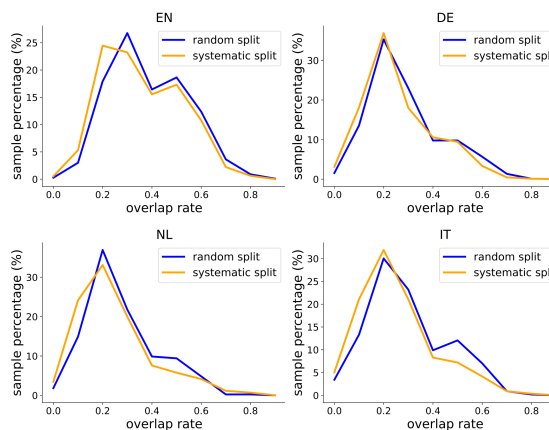 EN
sample percentage (%)
25
20
15
10
5
0
0.0 0.2 0.4 0.6 0.8
overlap rate
random split
systematic split
DE
sample percentage (%)
30
20
10
0
0.0 0.2 0.4 0.6 0.8
overlap rate
random split
systematic split
NL
sample percentage (%)
30
20
10
0
0.0 0.2 0.4 0.6 0.8
overlap rate
random split
systematic split
IT
sample percentage (%)
30
25
20
15
10
5
0
0.0 0.2 0.4 0.6 0.8
overlap rate
random split
systematic split